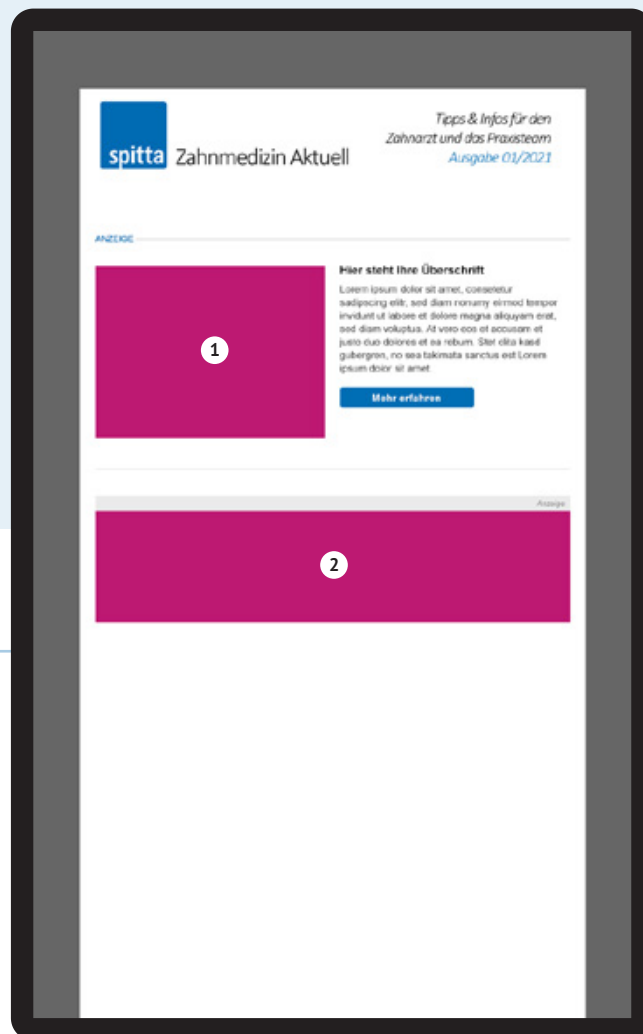 spitta Zahnmedizin Aktuell
Tipps & Infos für den
Zahnarzt und das Praxisteam
Ausgabe 01/2021
ANZEIGE
1
Hier steht Ihre Überschrift
Lorem ipsum dolor sit amet, consetetur
sadipscing elitr, sed diam nonumy eirmod tempor
invidunt ut labore et dolore magna aliquyam erat,
sed diam voluptua. At vero eos et accusam et
justo duo dolores et ea rebum. Stet clita kasd
gubergren, no sea takimata sanctus est Lorem
ipsum dolor sit amet.
Mehr erfahren
Anzeige
2